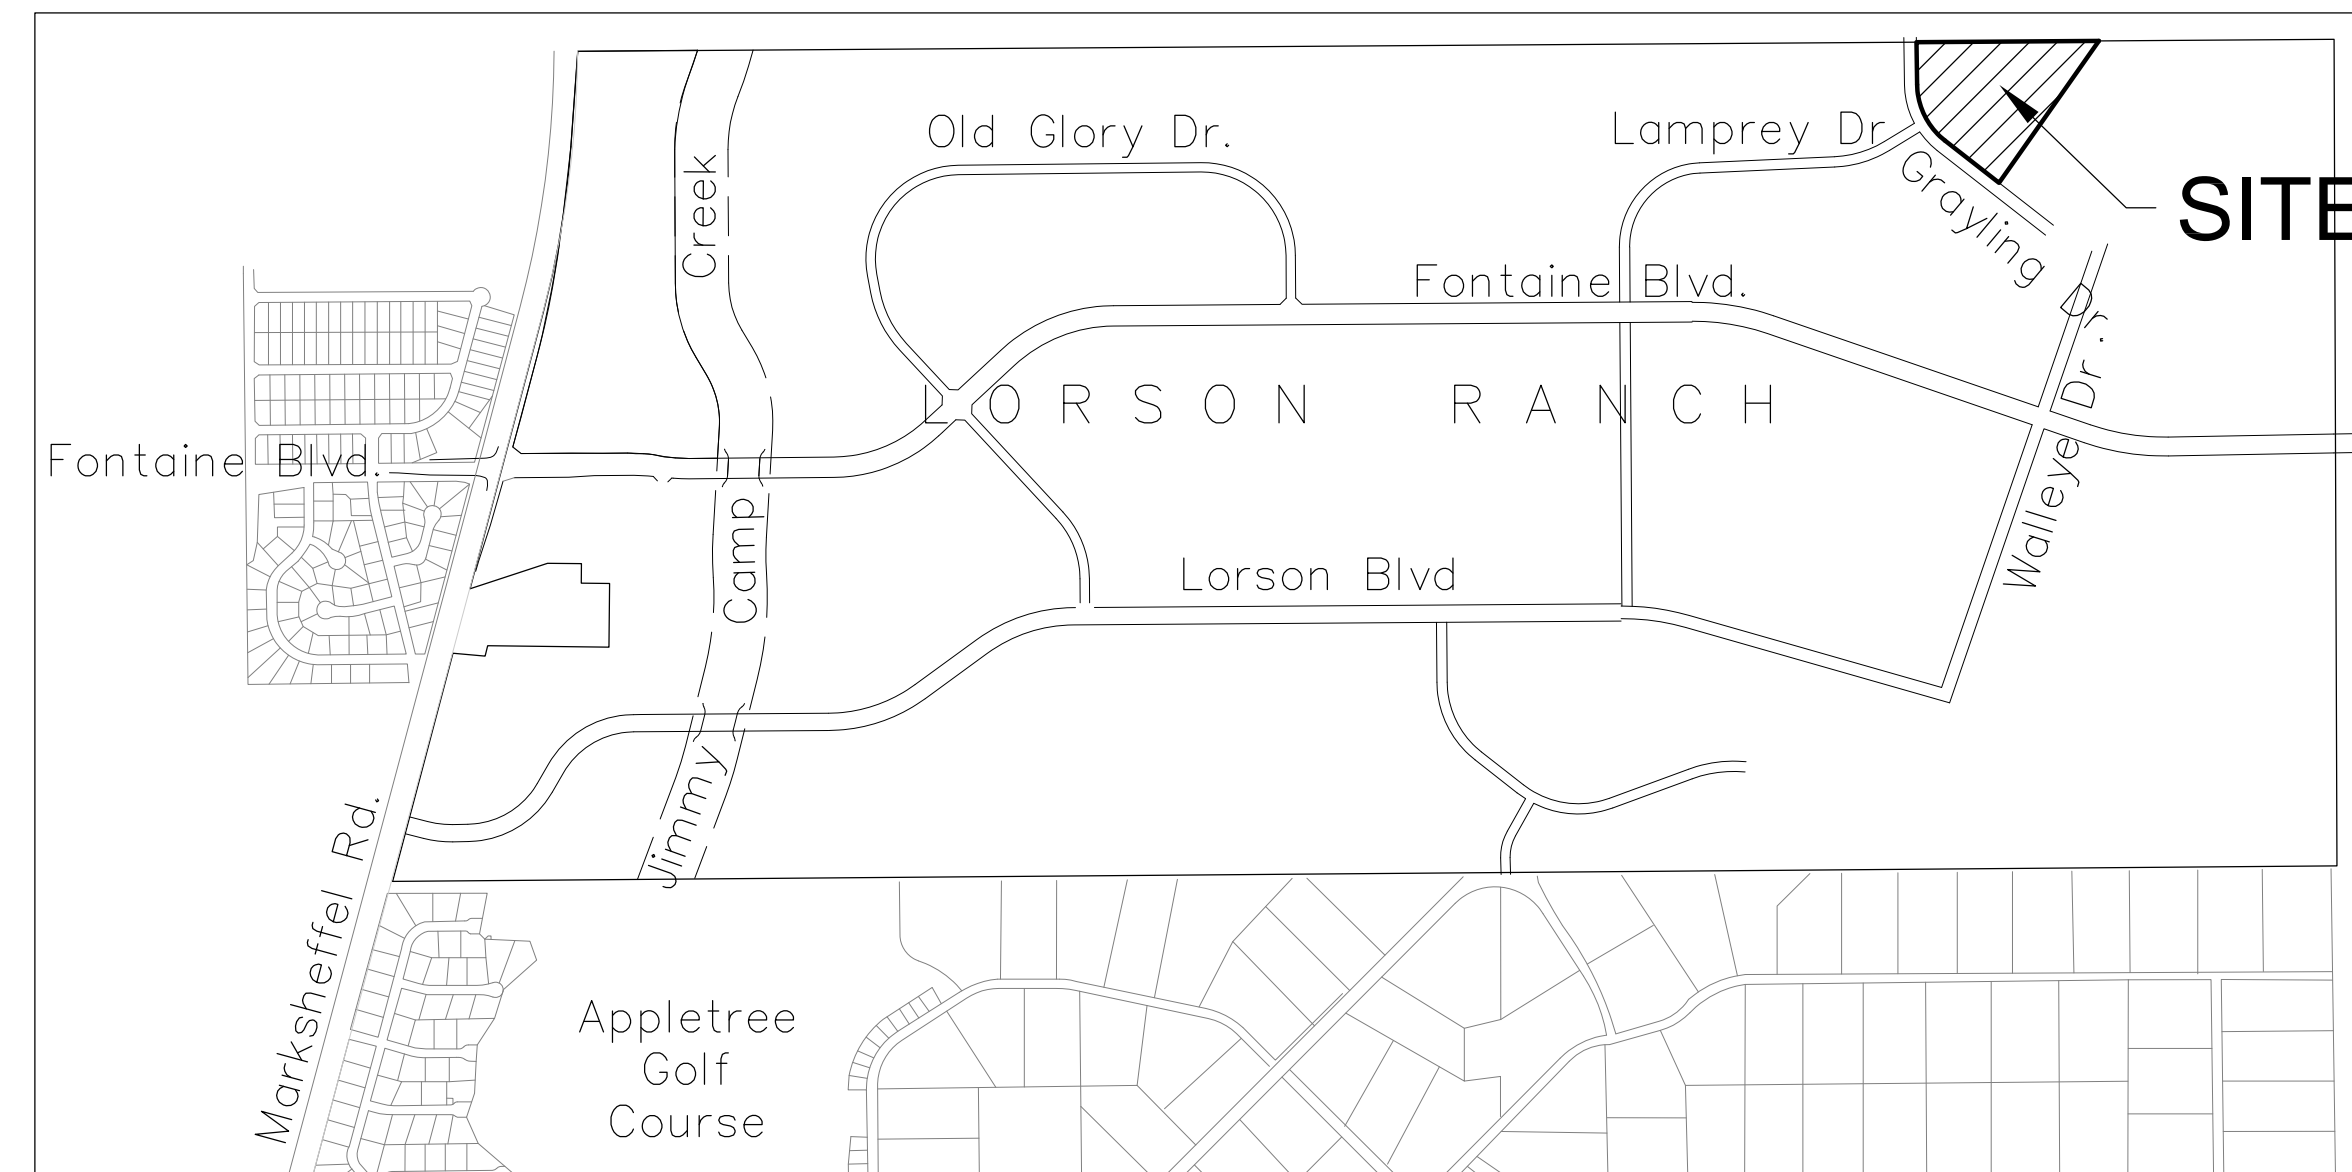 Old Glory Dr.
Lamprey Dr
Grayling Dr.
SITE
Creek
Fontaine Blvd.
LORSON RANCH
Fontaine Blvd.
Walleye Dr.
Camp
Lorson Blvd
Jimmy
Marksheffel Rd.
Appletree
Golf
Course